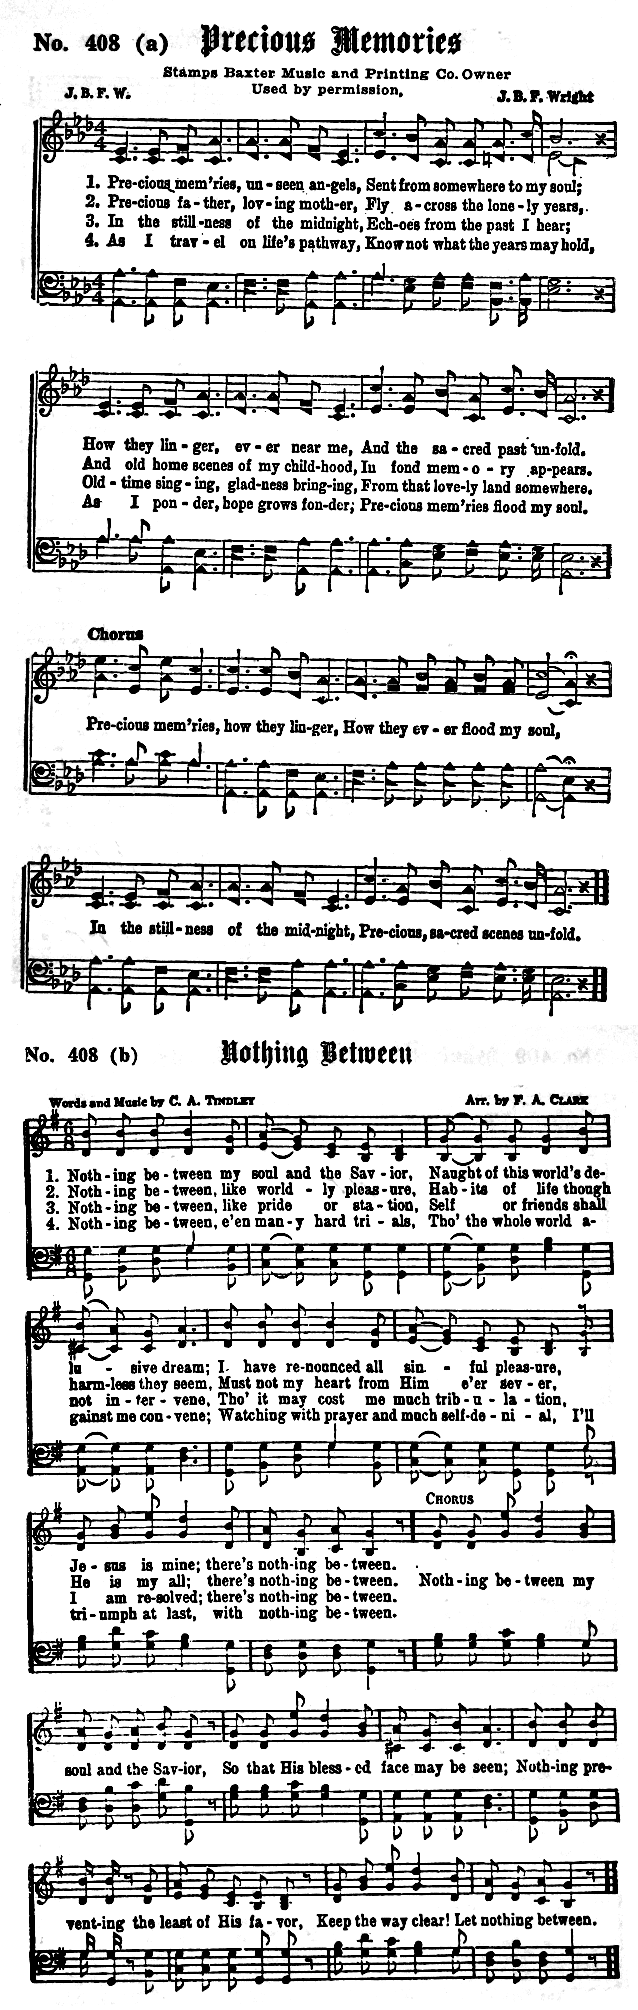 No. 408 (a) Precious Memories
Stamps Baxter Music and Printing Co. Owner
J. B. F. W. Used by permission. J. B. F. Wright
1. Pre-cious mem'ries, un - seen an-gels, Sent from somewhere to my soul;
2. Pre-cious fa - ther, lov - ing moth-er, Fly a - cross the lone - ly years,
3. In the still - ness of the midnight, Ech-oes from the past I hear;
4. As I trav - el on life's pathway, Know not what the years may hold,
How they lin - ger, ev - er near me, And the sa - cred past un-fold.
And old home scenes of my child-hood, In fond mem - o - ry ap-pears.
Old - time sing - ing, glad-ness bring-ing, From that love-ly land somewhere.
As I pon - der, hope grows fon-der; Pre-cious mem'ries flood my soul.
Chorus
Pre-cious mem'ries, how they lin-ger, How they ev - er flood my soul,
In the still-ness of the mid-night, Pre-cious, sa-cred scenes un-fold.
No. 408 (b) Nothing Between
Words and Music by C. A. TINDLEY Arr. by F. A. CLARK
1. Noth - ing be - tween my soul and the Sav - ior, Naught of this world's de-
2. Noth - ing be - tween, like world - ly pleas - ure, Hab - its of life though
3. Noth - ing be - tween, like pride or sta - tion, Self or friends shall
4. Noth - ing be - tween, e'en man - y hard tri - als, Tho' the whole world a-
lu - sive dream; I have re-nounced all sin - ful pleas-ure,
harm-less they seem, Must not my heart from Him e'er sev - er,
not in - ter - vene, Tho' it may cost me much trib - u - la - tion,
gainst me con - vene; Watching with prayer and much self-de - ni - al, I'll
CHORUS
Je - sus is mine; there's noth-ing be - tween.
He is my all; there's noth-ing be - tween. Noth-ing be - tween my
I am re-solved; there's noth-ing be - tween.
tri-umph at last, with noth-ing be - tween.
soul and the Sav-ior, So that His bless - ed face may be seen; Noth-ing pre-
vent-ing the least of His fa - vor, Keep the way clear! Let nothing between.